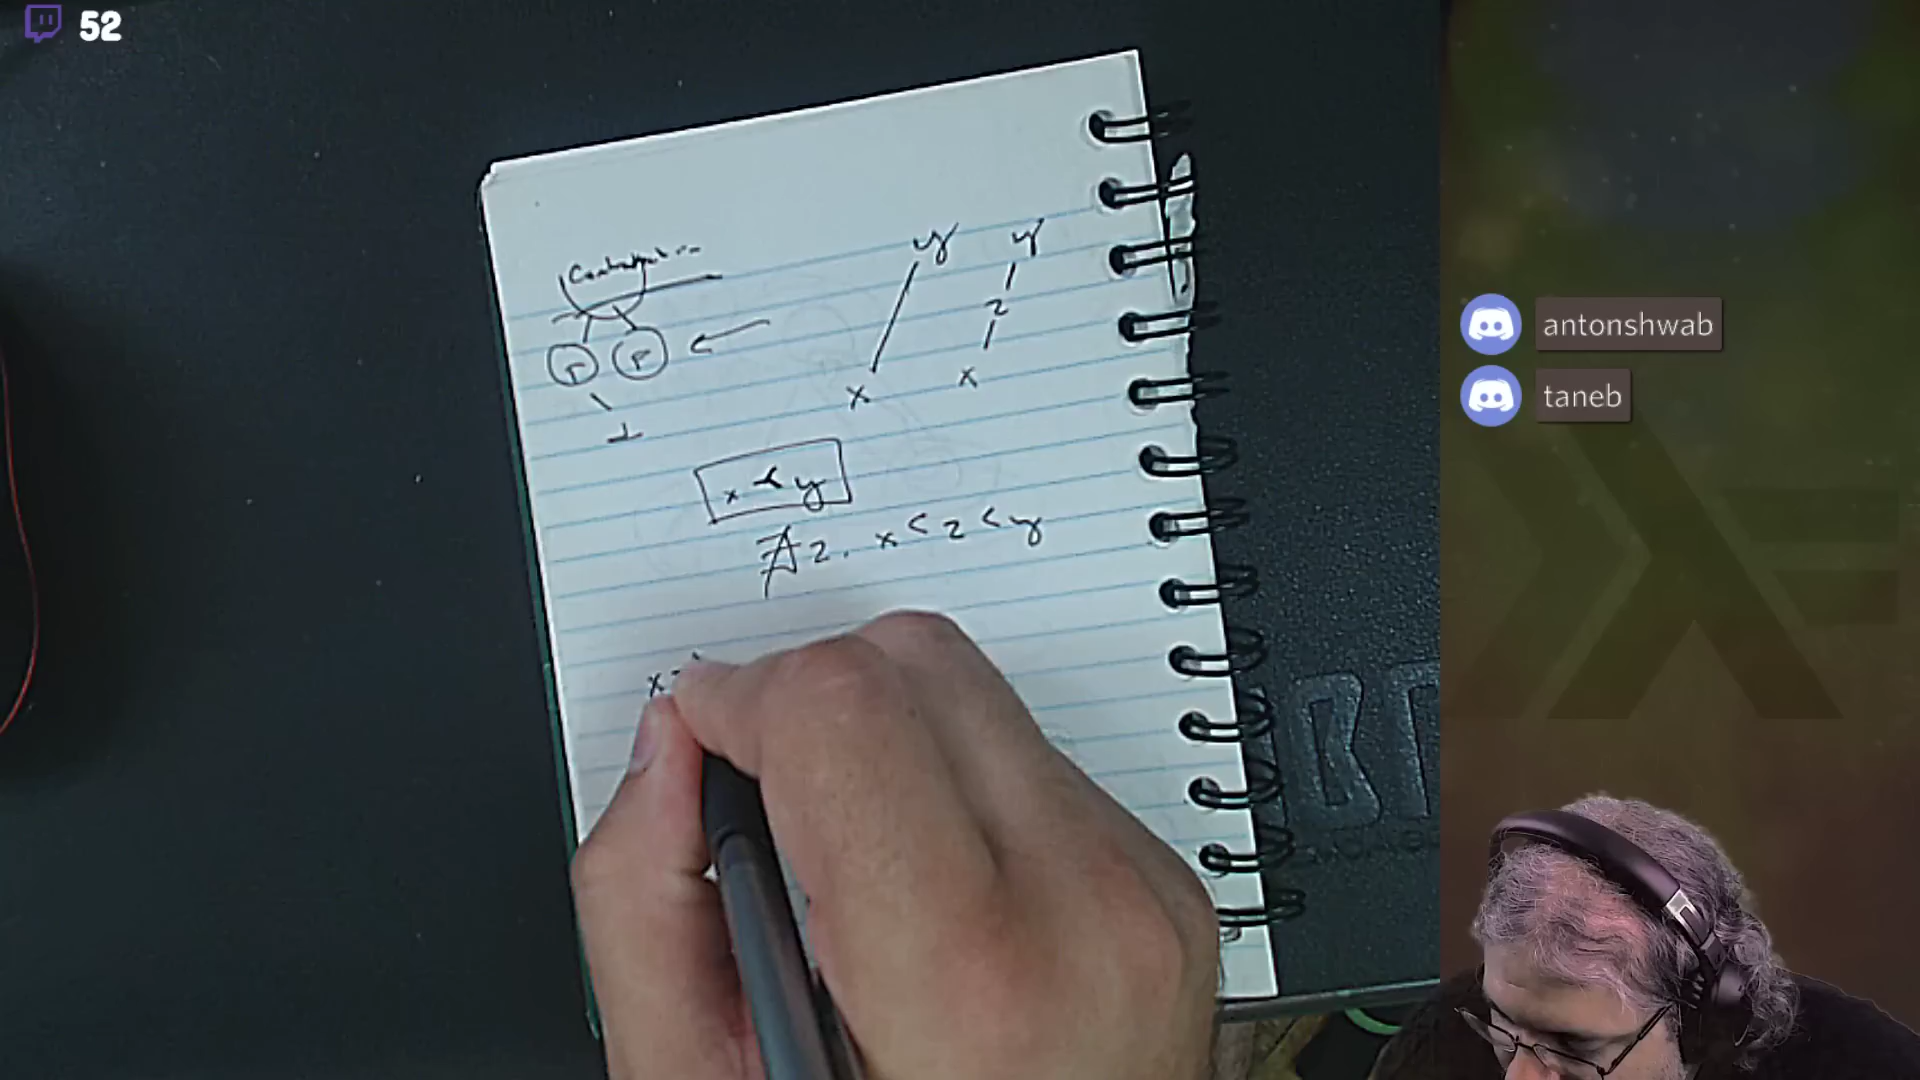 52
y y
z
x x
P P
⊥
x ⋖ y
∄ z. x < z < y
x
antonshwab
taneb